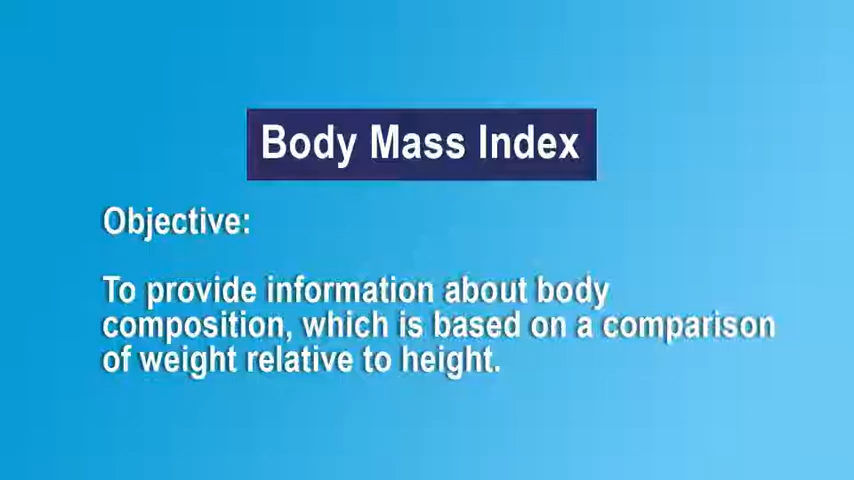 Body Mass Index
Objective:
To provide information about body
composition, which is based on a comparison
of weight relative to height.